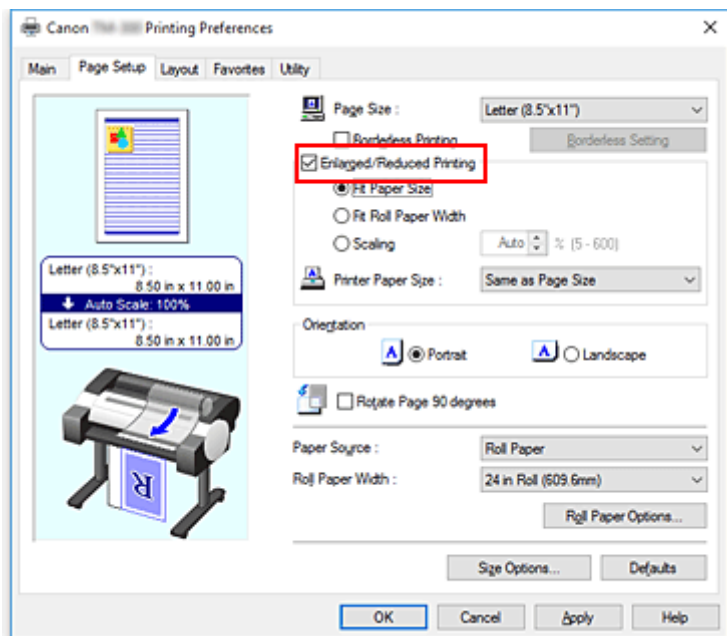 Canon Printing Preferences
Main Page Setup Layout Favorites Utility
Page Size : Letter (8.5"x11")
Borderless Printing Borderless Setting
Enlarged/Reduced Printing
Fit Paper Size
Fit Roll Paper Width
Scaling Auto % (5 - 600)
Printer Paper Size : Same as Page Size
Letter (8.5"x11") :
8.50 in x 11.00 in
Auto Scale: 100%
Letter (8.5"x11") :
8.50 in x 11.00 in
Orientation
A Portrait A Landscape
Rotate Page 90 degrees
R
Paper Source : Roll Paper
Roll Paper Width : 24 in Roll (609.6mm)
Roll Paper Options...
Size Options... Defaults
OK Cancel Apply Help